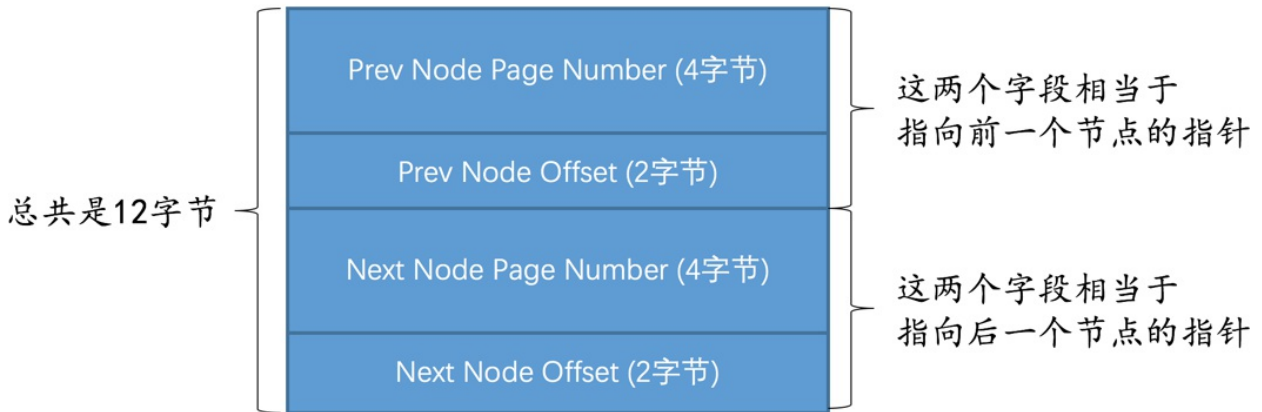 Prev Node Page Number (4字节)
Prev Node Offset (2字节)
Next Node Page Number (4字节)
Next Node Offset (2字节)
总共是12字节
这两个字段相当于
指向前一个节点的指针
这两个字段相当于
指向后一个节点的指针